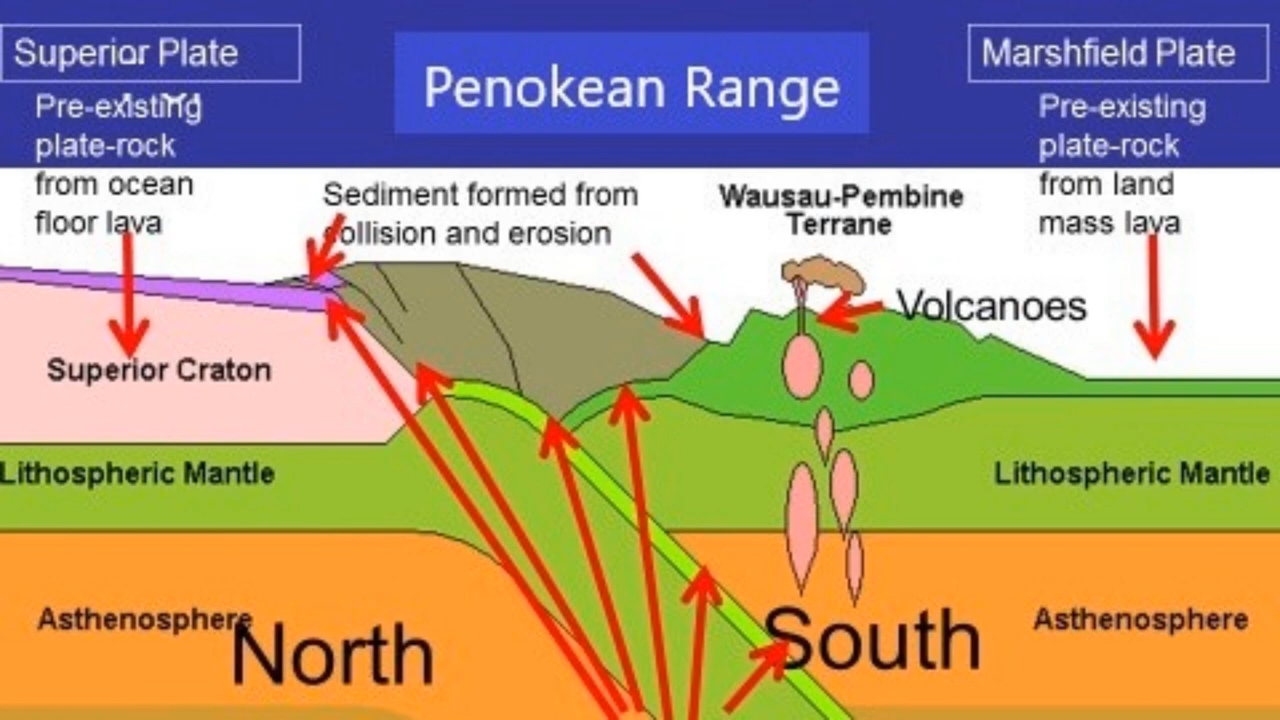 Superior Plate
Penokean Range
Marshfield Plate
Pre-existing
plate-rock
from ocean
floor lava
Sediment formed from
collision and erosion
Wausau-Pembine
Terrane
Pre-existing
plate-rock
from land
mass lava
Volcanoes
Superior Craton
Lithospheric Mantle
Lithospheric Mantle
Asthenosphere
North
South
Asthenosphere